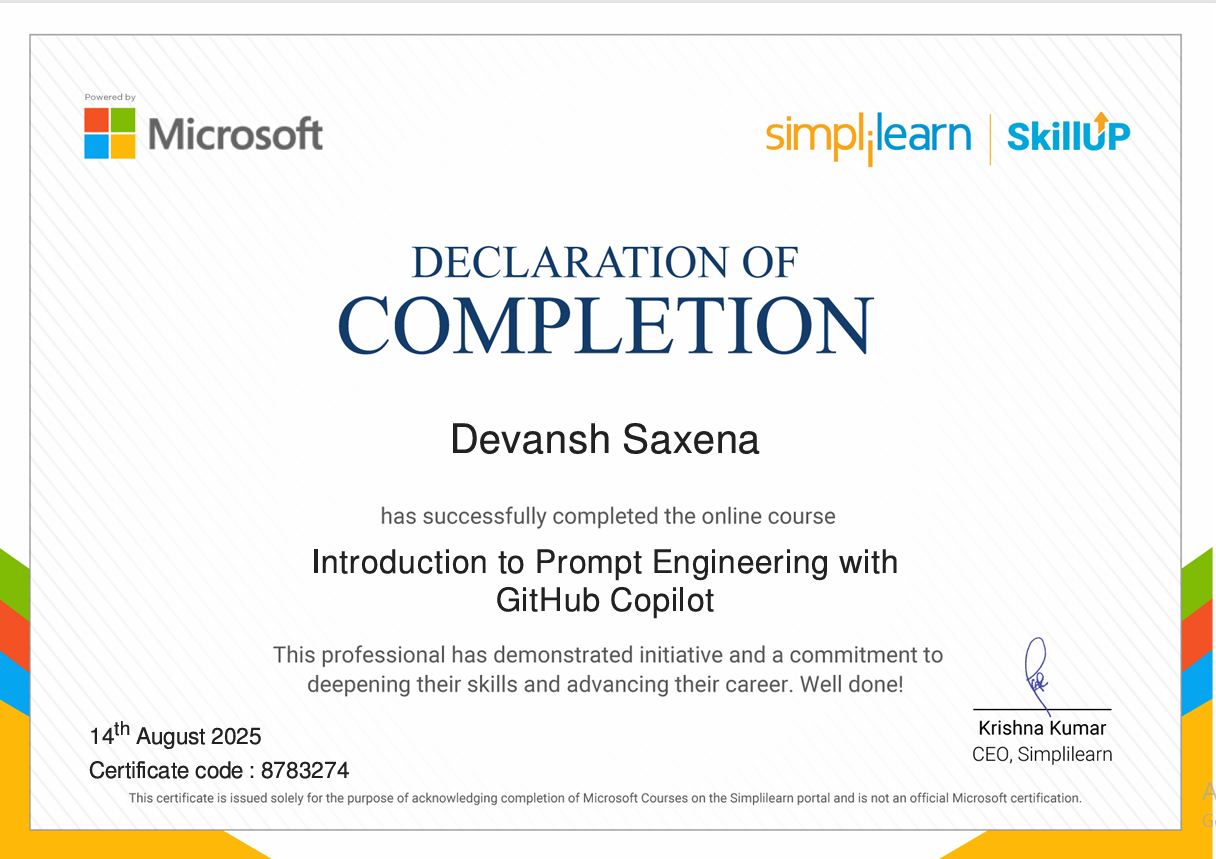 Powered by
Microsoft
simplilearn | SkillUP
DECLARATION OF
COMPLETION
Devansh Saxena
has successfully completed the online course
Introduction to Prompt Engineering with
GitHub Copilot
This professional has demonstrated initiative and a commitment to
deepening their skills and advancing their career. Well done!
14th August 2025
Certificate code : 8783274
Krishna Kumar
CEO, Simplilearn
This certificate is issued solely for the purpose of acknowledging completion of Microsoft Courses on the Simplilearn portal and is not an official Microsoft certification.